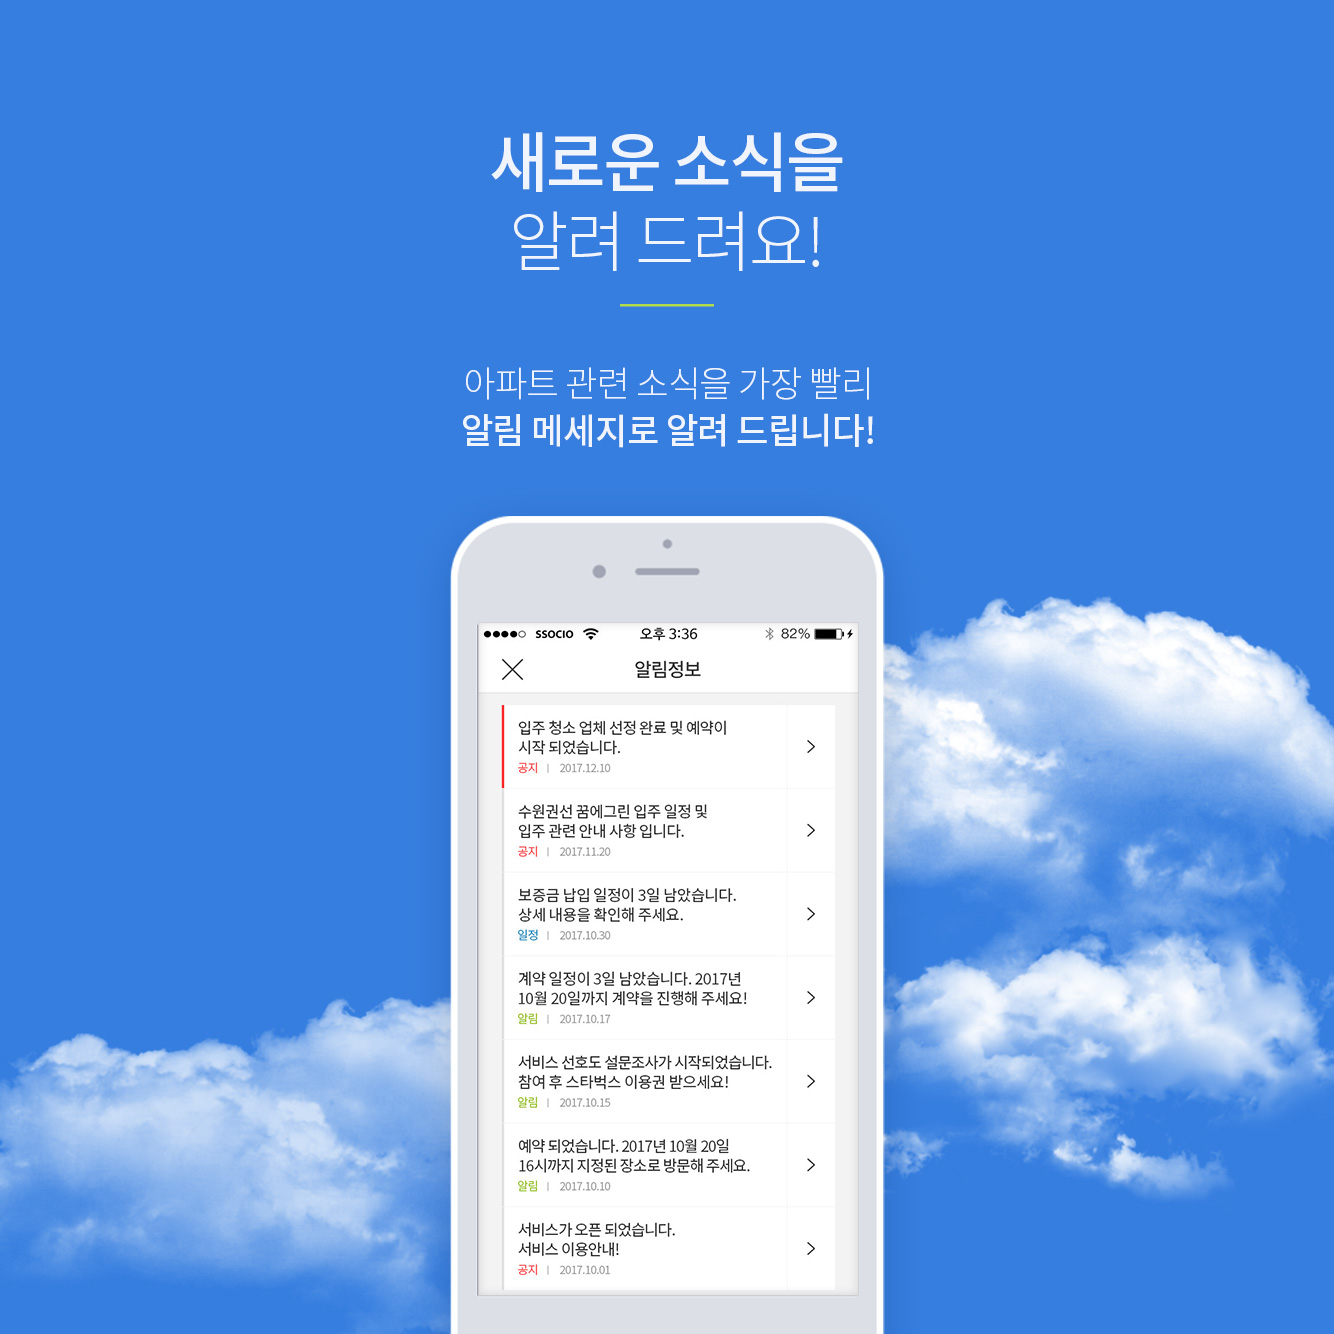 새로운 소식을
알려 드려요!
아파트 관련 소식을 가장 빨리
알림 메세지로 알려 드립니다!
SSOCIO 오후 3:36 82%
알림정보
입주 청소 업체 선정 완료 및 예약이
시작 되었습니다.
공지 | 2017.12.10
수원권선 꿈에그린 입주 일정 및
입주 관련 안내 사항 입니다.
공지 | 2017.11.20
보증금 납입 일정이 3일 남았습니다.
상세 내용을 확인해 주세요.
일정 | 2017.10.30
계약 일정이 3일 남았습니다. 2017년
10월 20일까지 계약을 진행해 주세요!
알림 | 2017.10.17
서비스 선호도 설문조사가 시작되었습니다.
참여 후 스타벅스 이용권 받으세요!
알림 | 2017.10.15
예약 되었습니다. 2017년 10월 20일
16시까지 지정된 장소로 방문해 주세요.
알림 | 2017.10.10
서비스가 오픈 되었습니다.
서비스 이용안내!
공지 | 2017.10.01